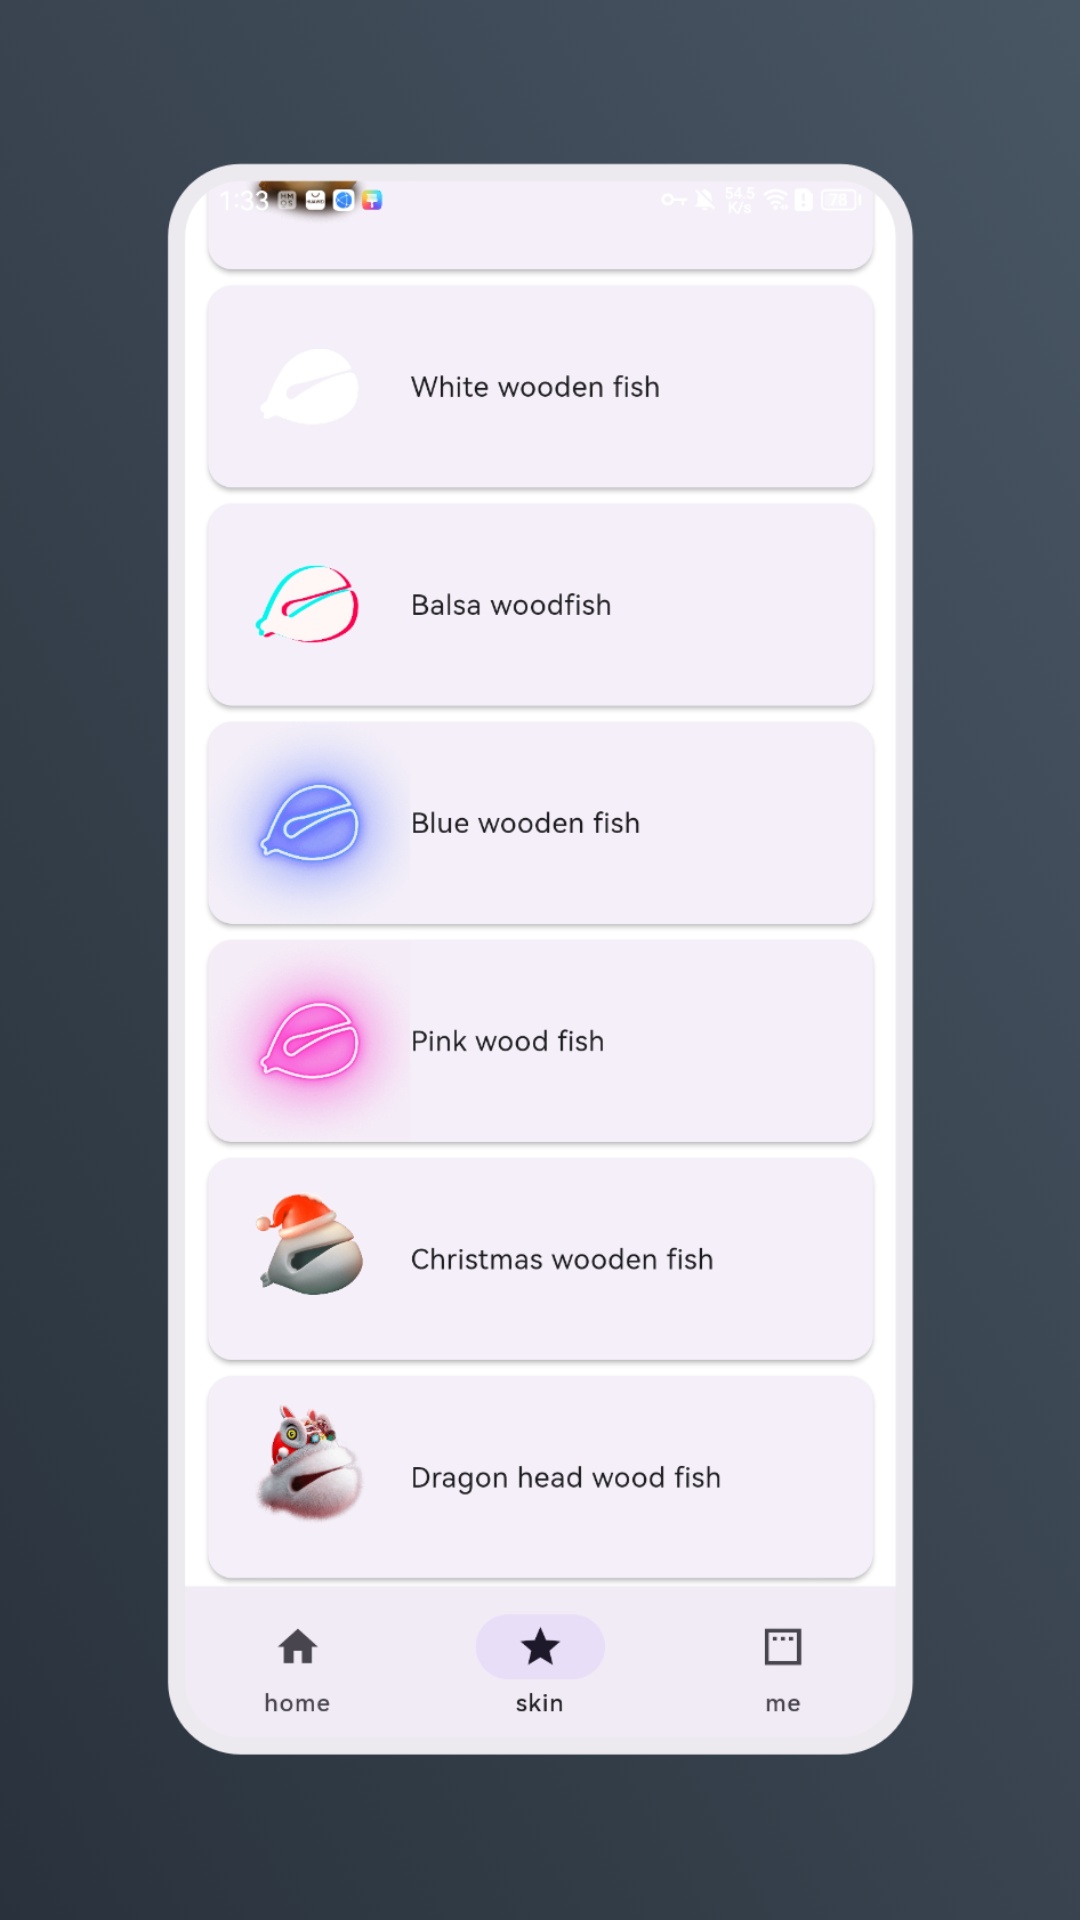 1:33
54.5
K/s
78
White wooden fish
Balsa woodfish
Blue wooden fish
Pink wood fish
Christmas wooden fish
Dragon head wood fish
home
skin
me